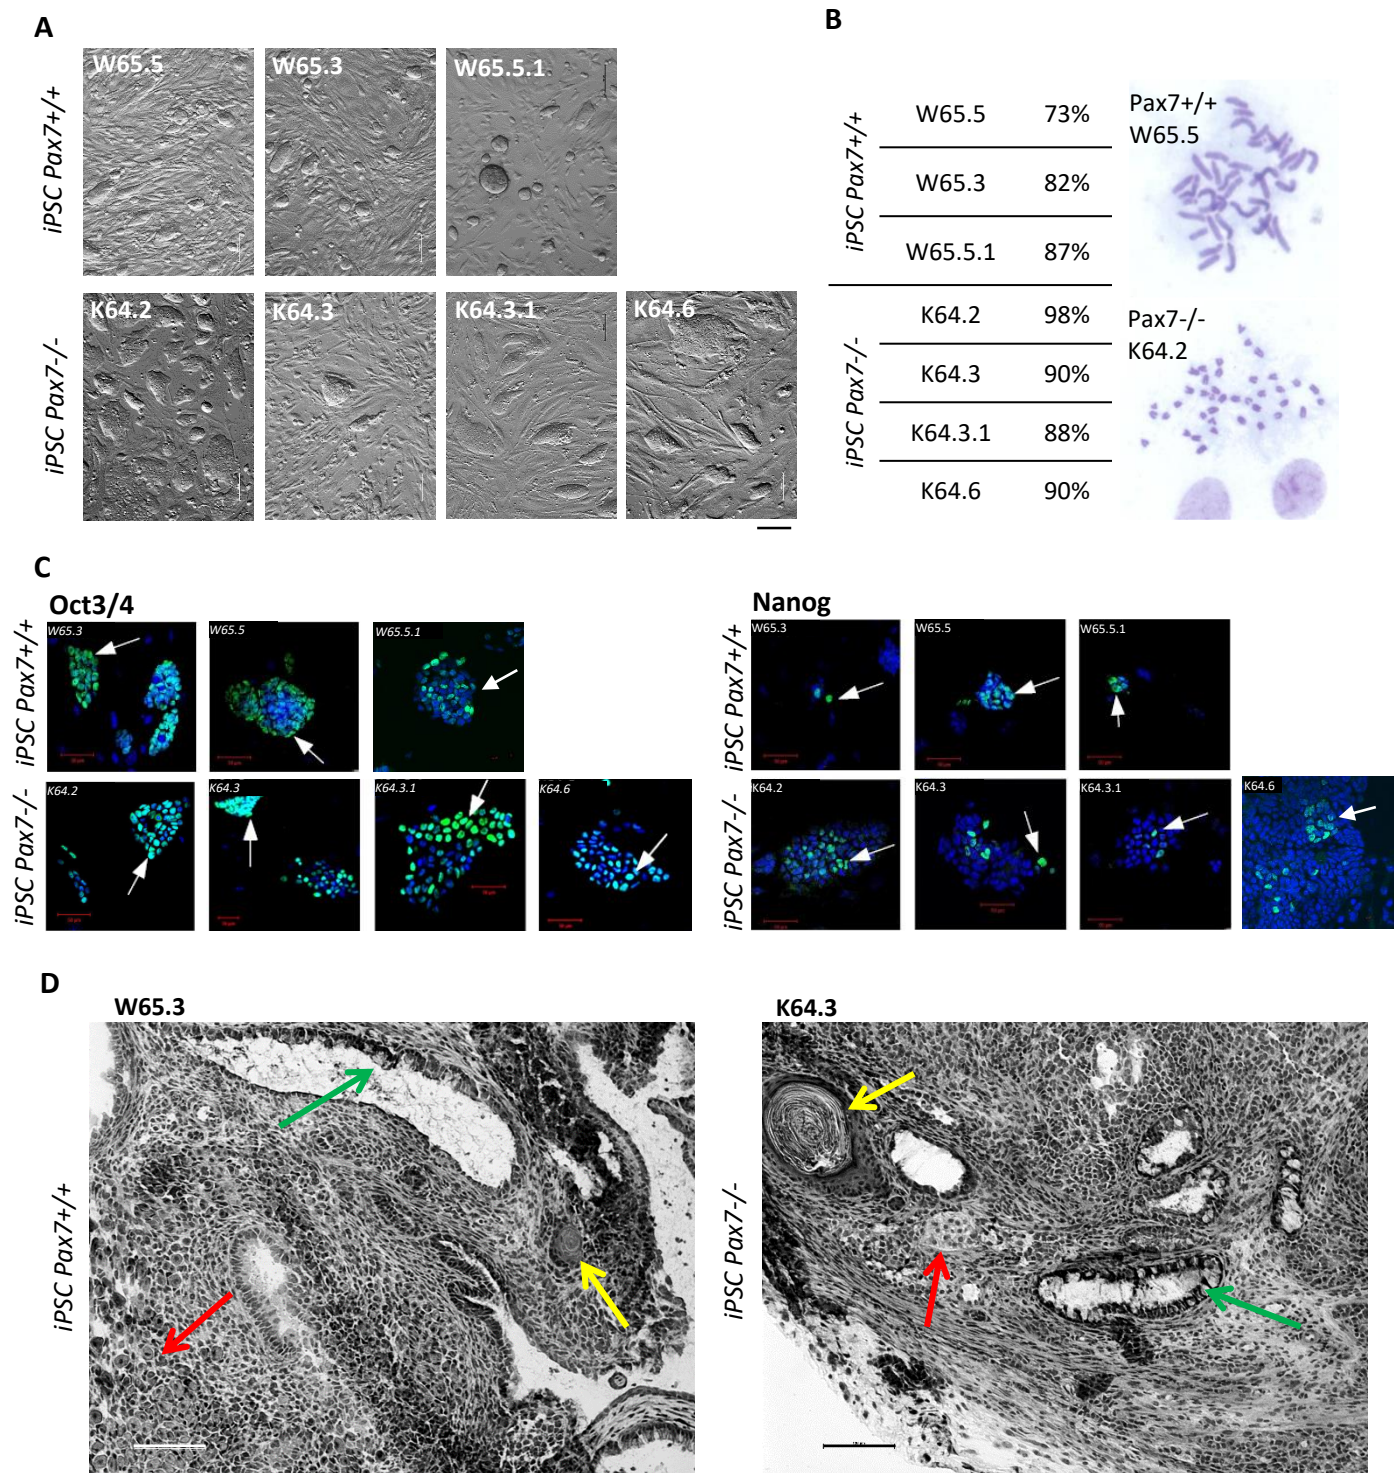 A
iPSC Pax7+/+
W65.5
W65.3
W65.5.1
iPSC Pax7-/-
K64.2
K64.3
K64.3.1
K64.6
B
iPSC Pax7+/+
W65.5 73%
W65.3 82%
W65.5.1 87%
iPSC Pax7-/-
K64.2 98%
K64.3 90%
K64.3.1 88%
K64.6 90%
Pax7+/+
W65.5
Pax7-/-
K64.2
C
Oct3/4
iPSC Pax7+/+
W65.3
W65.5
W65.5.1
iPSC Pax7-/-
K64.2
K64.3
K64.3.1
K64.6
Nanog
iPSC Pax7+/+
W65.3
W65.5
W65.5.1
iPSC Pax7-/-
K64.2
K64.3
K64.3.1
K64.6
D
W65.3
iPSC Pax7+/+
K64.3
iPSC Pax7-/-